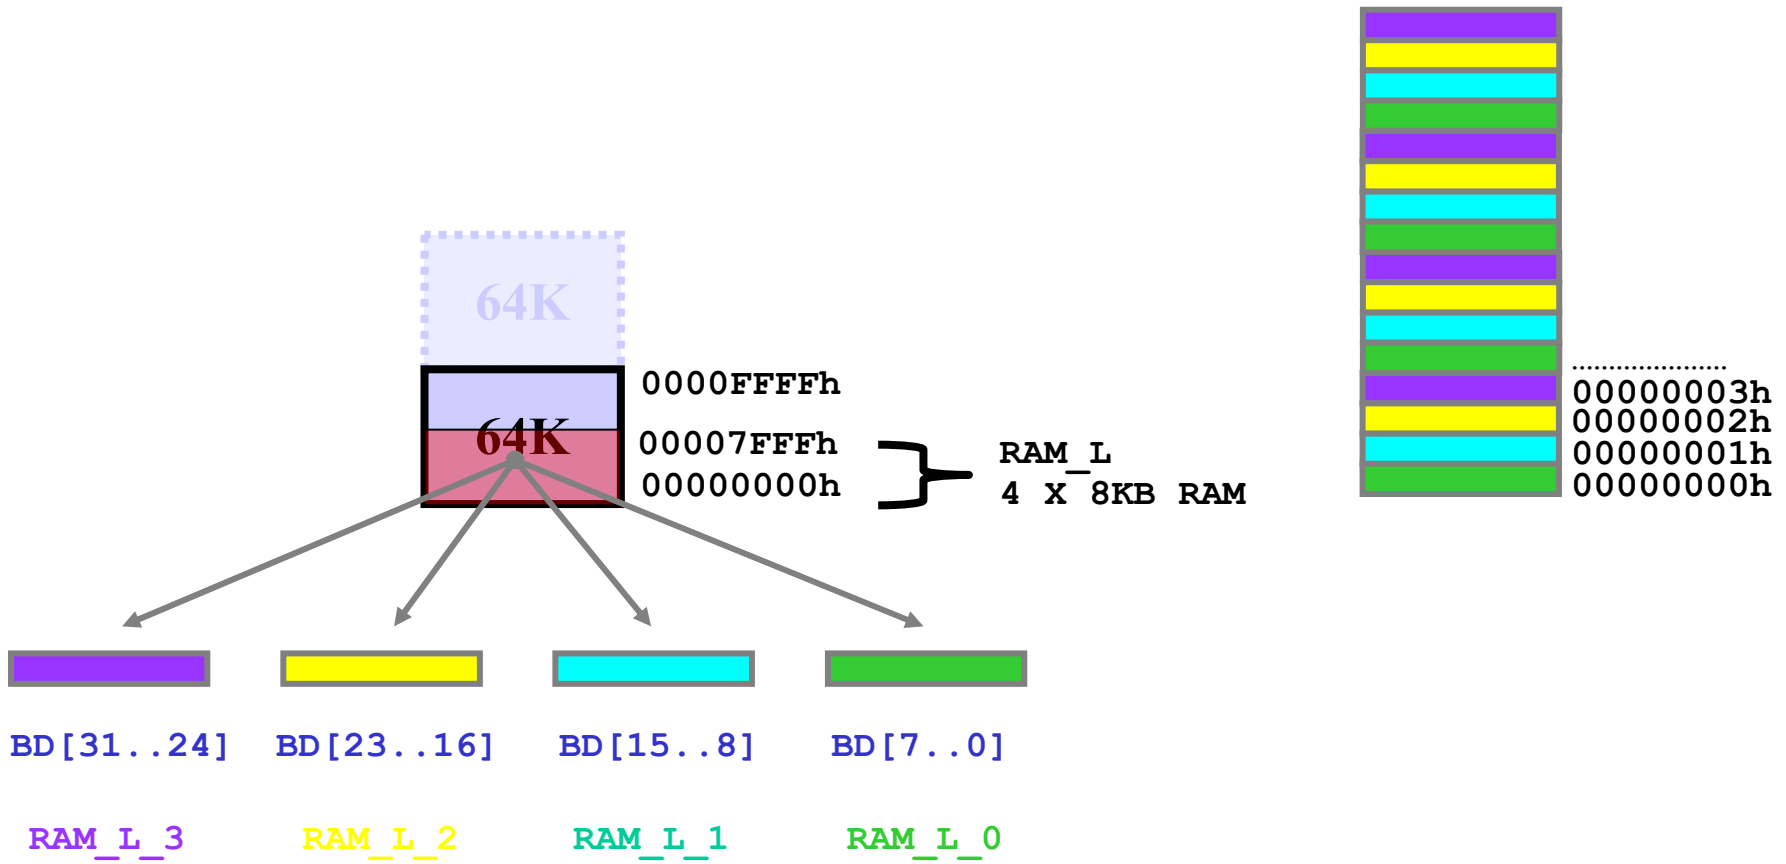 64K
0000FFFFh
64K
00007FFFh
00000000h
RAM_L
4 X 8KB RAM
.....................
00000003h
00000002h
00000001h
00000000h
BD[31..24]
BD[23..16]
BD[15..8]
BD[7..0]
RAM_L_3
RAM_L_2
RAM_L_1
RAM_L_0